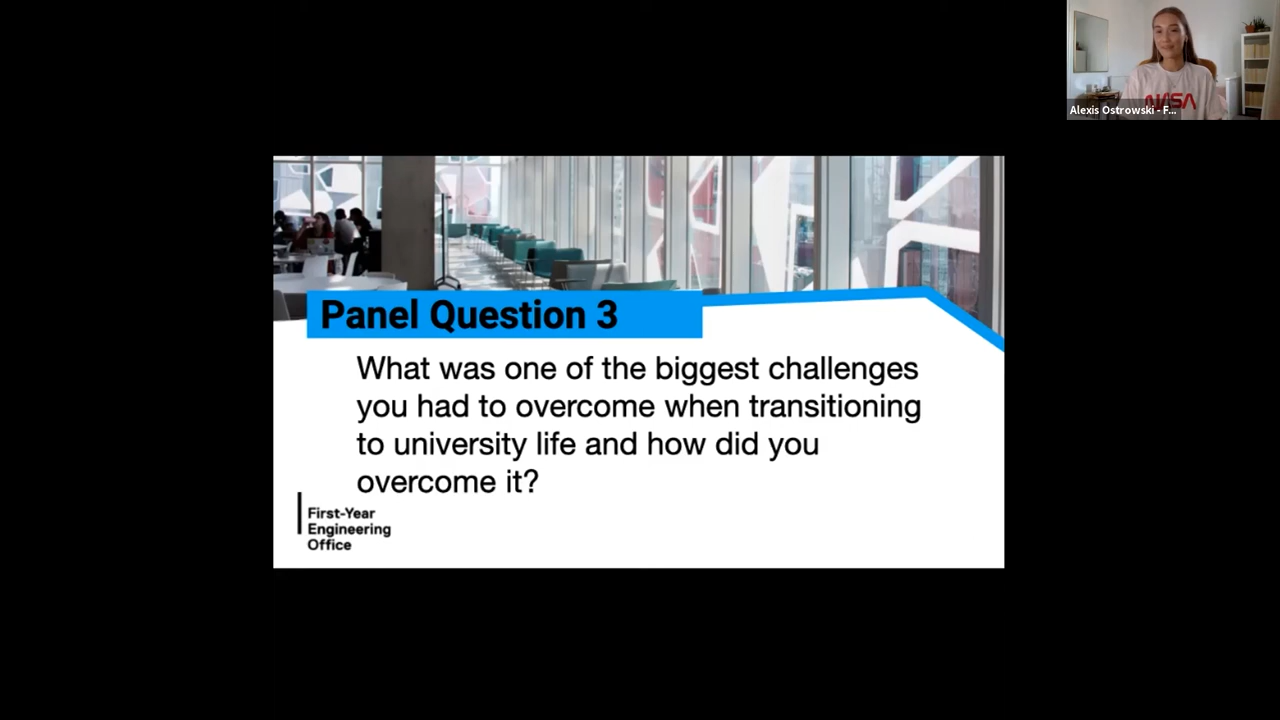 NASA
Alexis Ostrowski - F...
Panel Question 3
What was one of the biggest challenges
you had to overcome when transitioning
to university life and how did you
overcome it?
First-Year
Engineering
Office